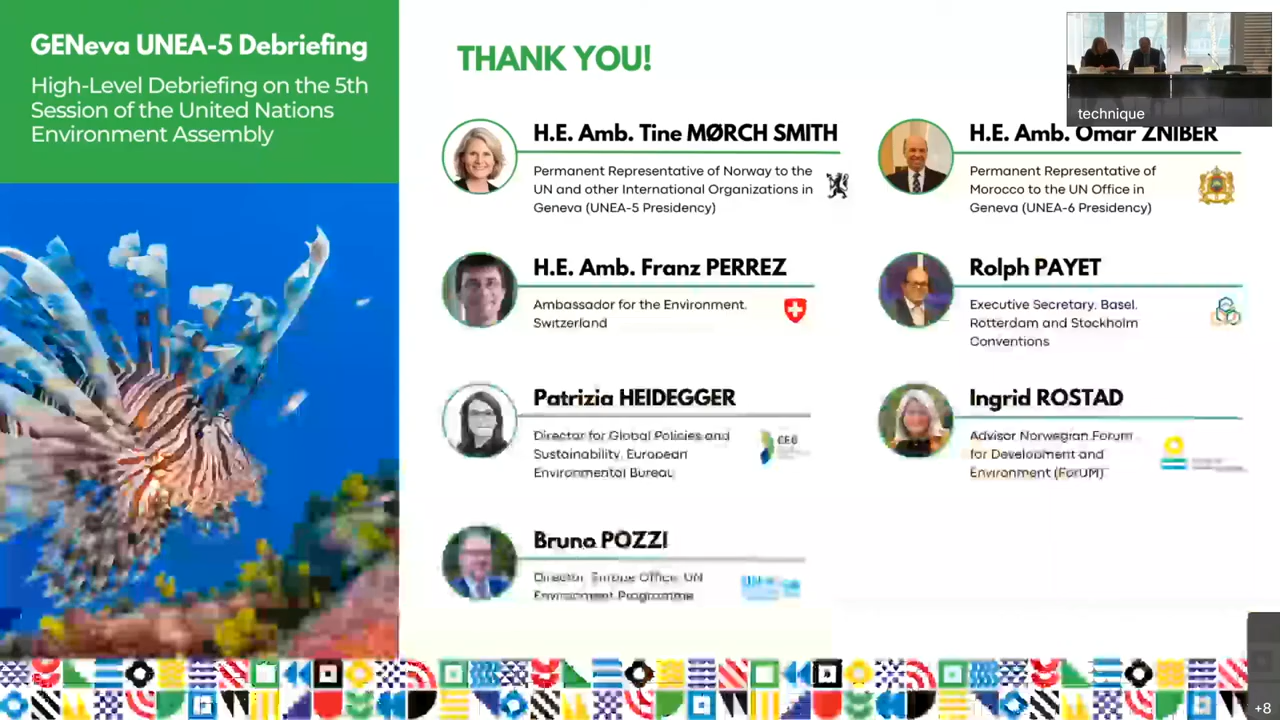 GENeva UNEA-5 Debriefing
High-Level Debriefing on the 5th
Session of the United Nations
Environment Assembly
THANK YOU!
technique
H.E. Amb. Tine MØRCH SMITH
Permanent Representative of Norway to the
UN and other International Organizations in
Geneva (UNEA-5 Presidency)
H.E. Amb. Omar ZNIBER
Permanent Representative of
Morocco to the UN Office in
Geneva (UNEA-6 Presidency)
H.E. Amb. Franz PERREZ
Ambassador for the Environment,
Switzerland
Rolph PAYET
Executive Secretary, Basel,
Rotterdam and Stockholm
Conventions
Patrizia HEIDEGGER
Director for Global Policies and
Sustainability, European
Environmental Bureau
Ingrid ROSTAD
Advisor Norwegian Forum
for Development and
Environment (ForUM)
Bruno POZZI
Director, Europe Office, UN
Environment Programme
+8